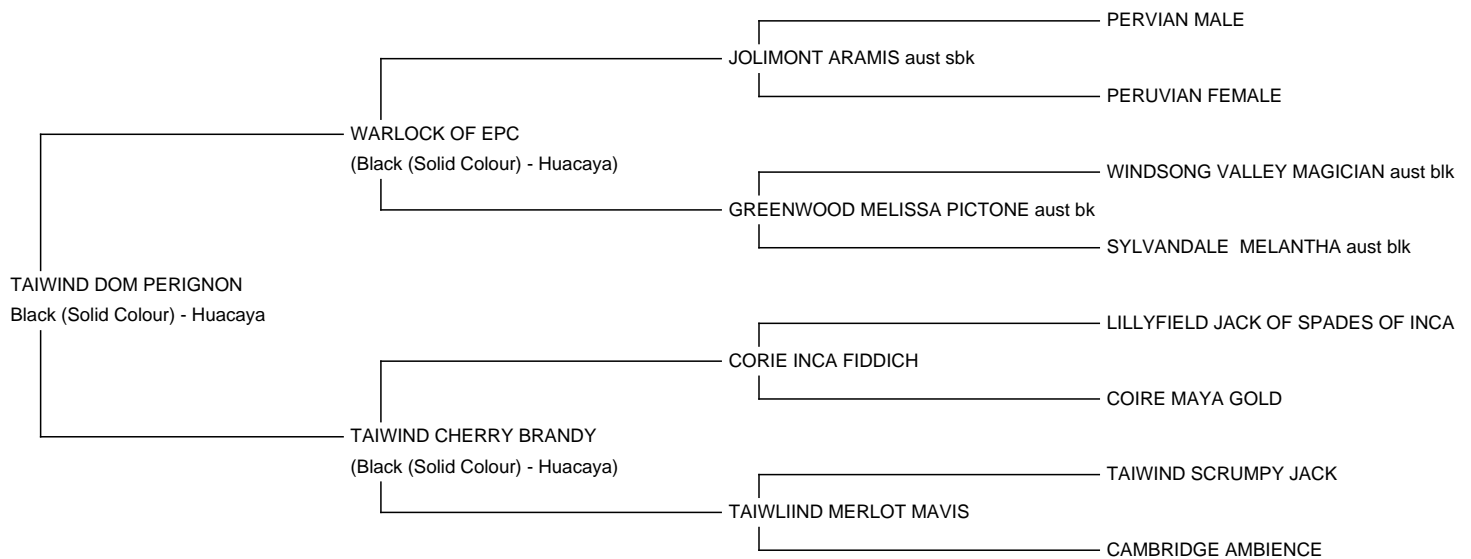 PERVIAN MALE
JOLIMONT ARAMIS aust sbk
PERUVIAN FEMALE
WARLOCK OF EPC
(Black (Solid Colour) - Huacaya)
WINDSONG VALLEY MAGICIAN aust blk
GREENWOOD MELISSA PICTONE aust bk
SYLVANDALE  MELANTHA aust blk
TAIWIND DOM PERIGNON
Black (Solid Colour) - Huacaya
LILLYFIELD JACK OF SPADES OF INCA
CORIE INCA FIDDICH
COIRE MAYA GOLD
TAIWIND CHERRY BRANDY
(Black (Solid Colour) - Huacaya)
TAIWIND SCRUMPY JACK
TAIWLIIND MERLOT MAVIS
CAMBRIDGE AMBIENCE